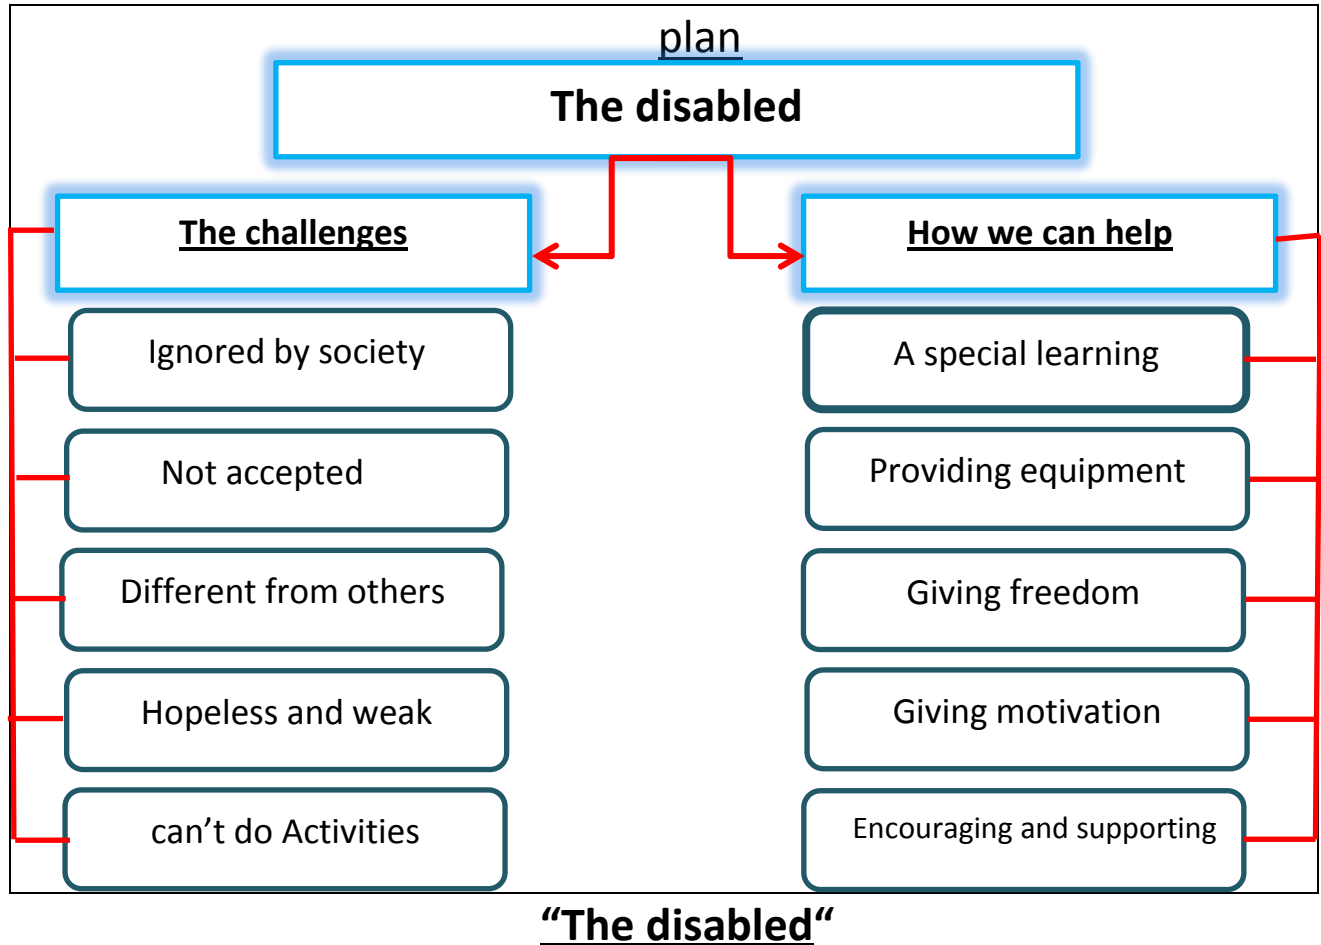 plan
The disabled
The challenges
Ignored by society
Not accepted
Different from others
Hopeless and weak
can’t do Activities
How we can help
A special learning
Providing equipment
Giving freedom
Giving motivation
Encouraging and supporting
“The disabled“